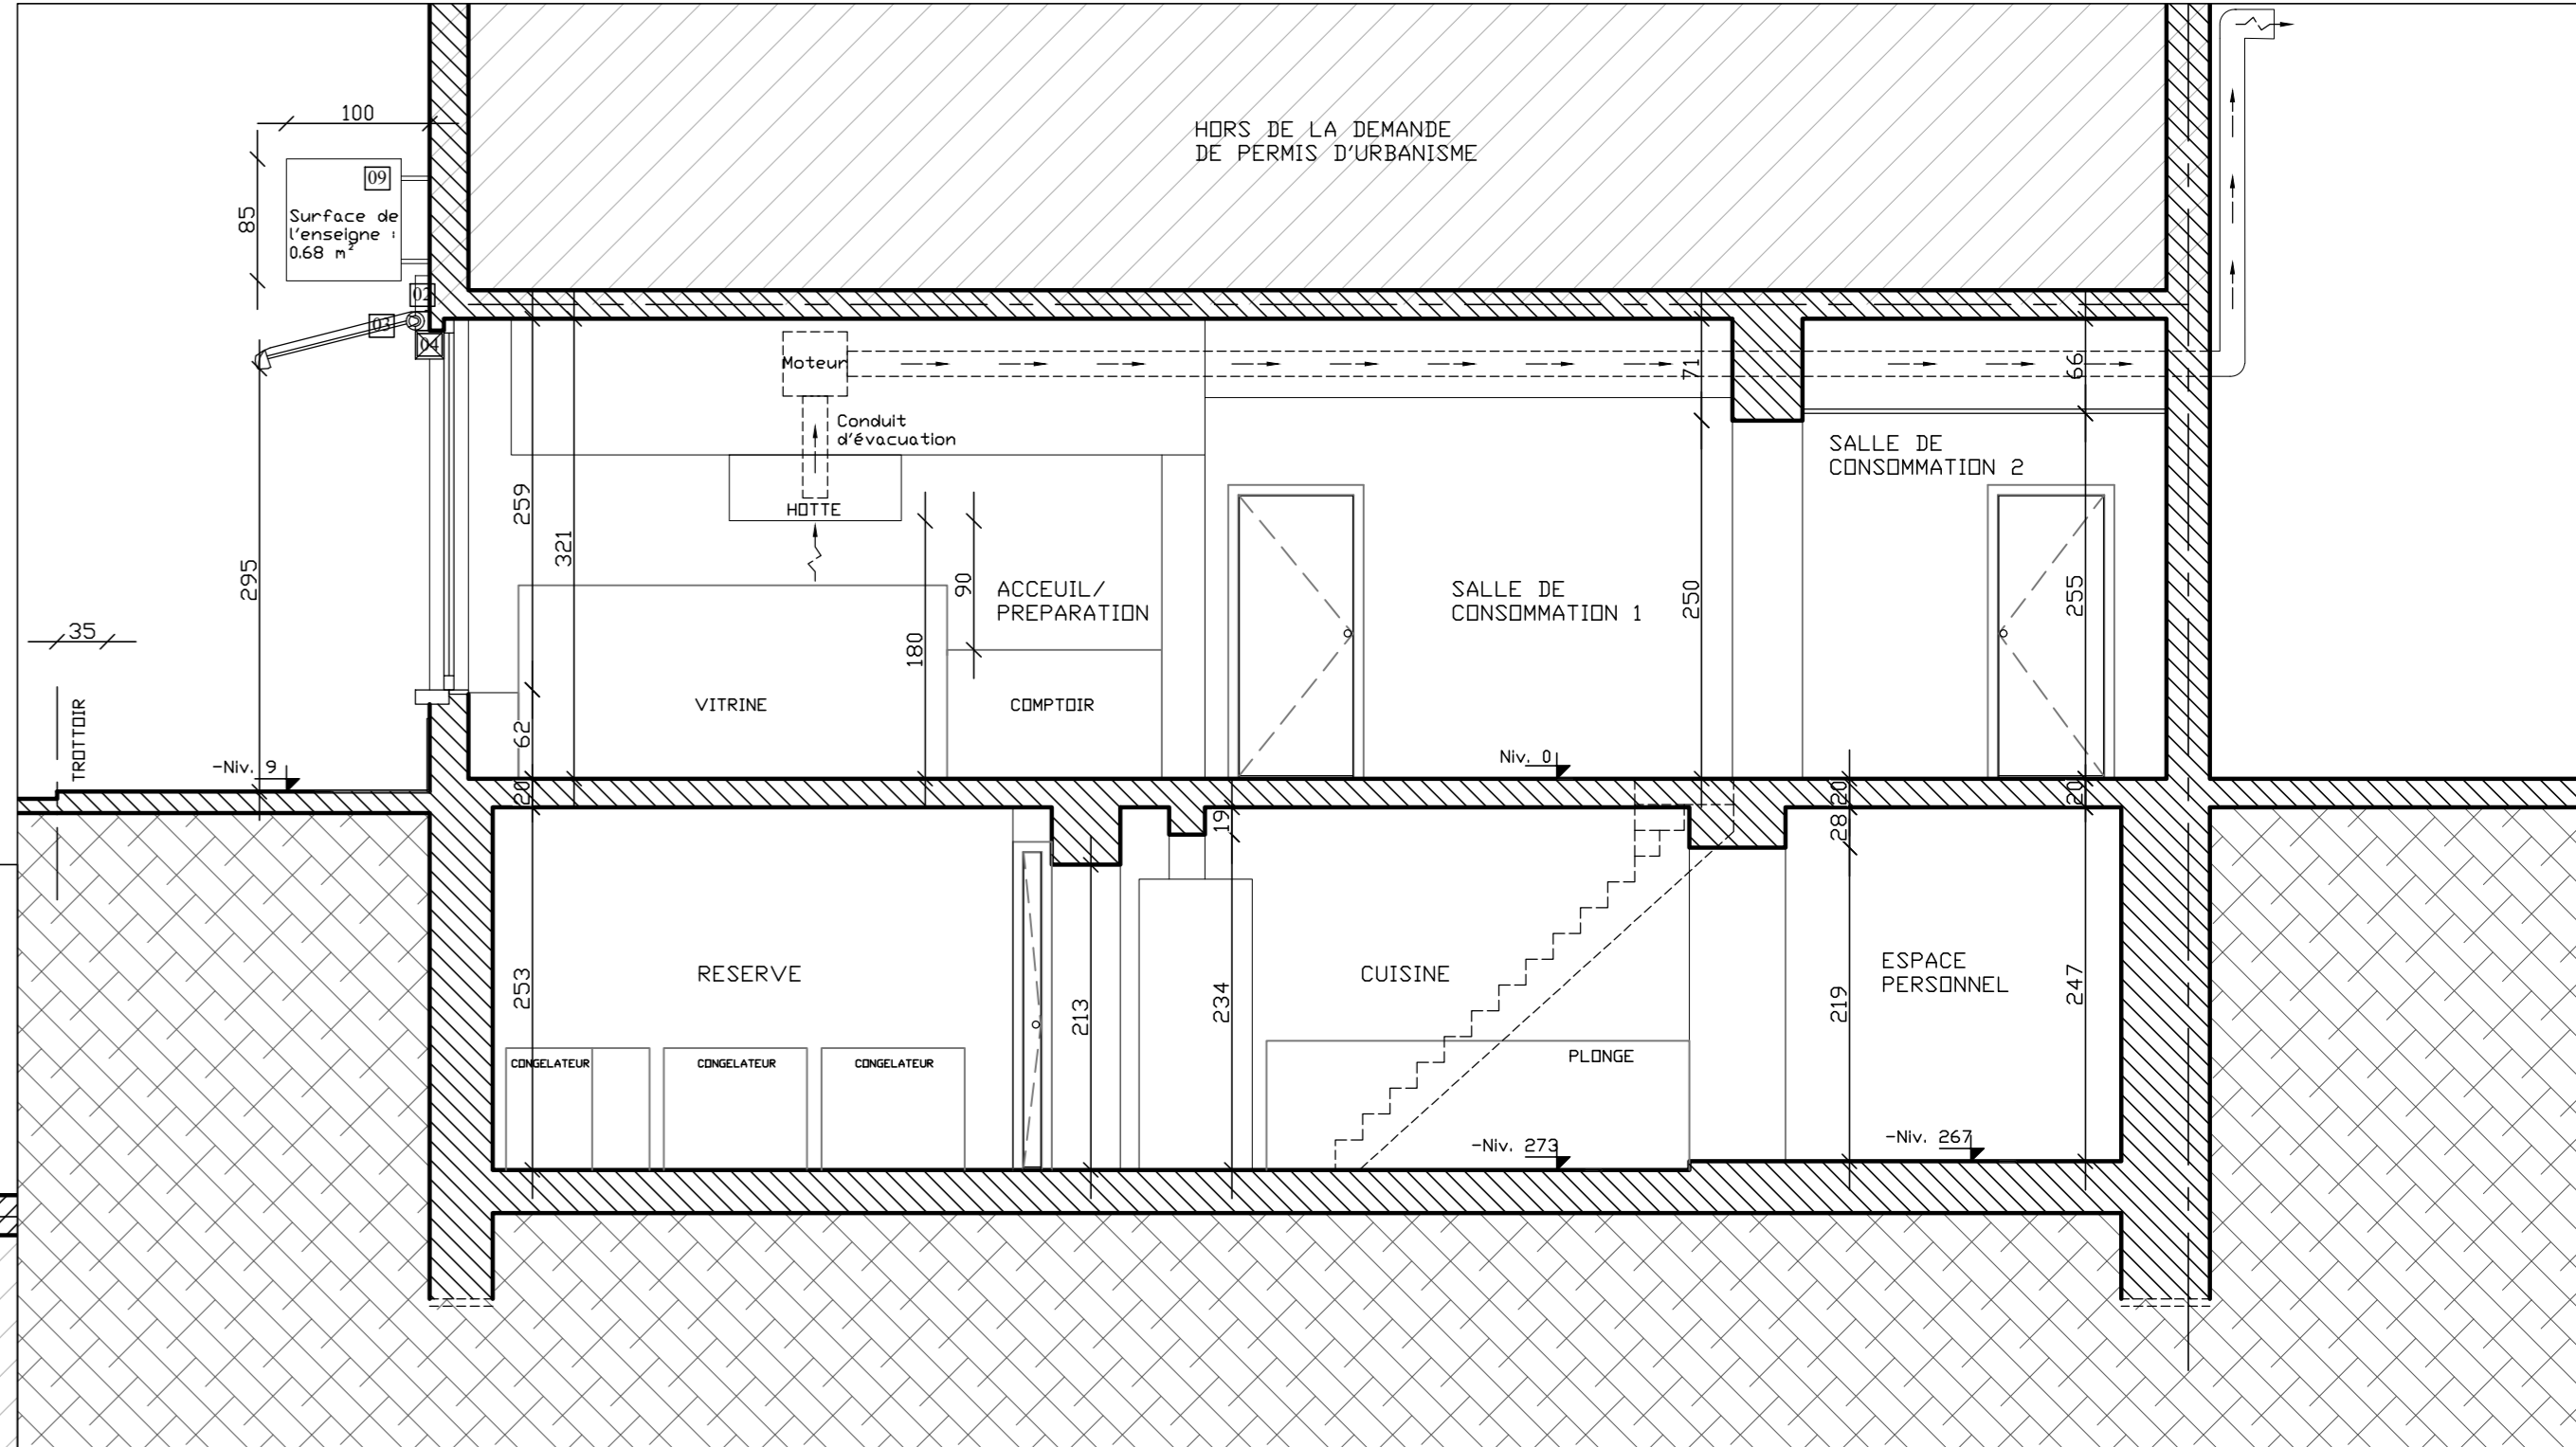 HORS DE LA DEMANDE
DE PERMIS D'URBANISME
100
85
09
Surface de
l'enseigne :
0.68 m²
02
03
04
Moteur
Conduit
d'évacuation
HOTTE
71
66
SALLE DE
CONSOMMATION 2
259
321
295
35
TROTTOIR
-Niv. 9
62
20
180
90
ACCEUIL/
PREPARATION
VITRINE
COMPTOIR
SALLE DE
CONSOMMATION 1
250
255
Niv. 0
20
20
19
28
RESERVE
253
213
234
CUISINE
219
ESPACE
PERSONNEL
247
CONGELATEUR
CONGELATEUR
CONGELATEUR
PLONGE
-Niv. 273
-Niv. 267